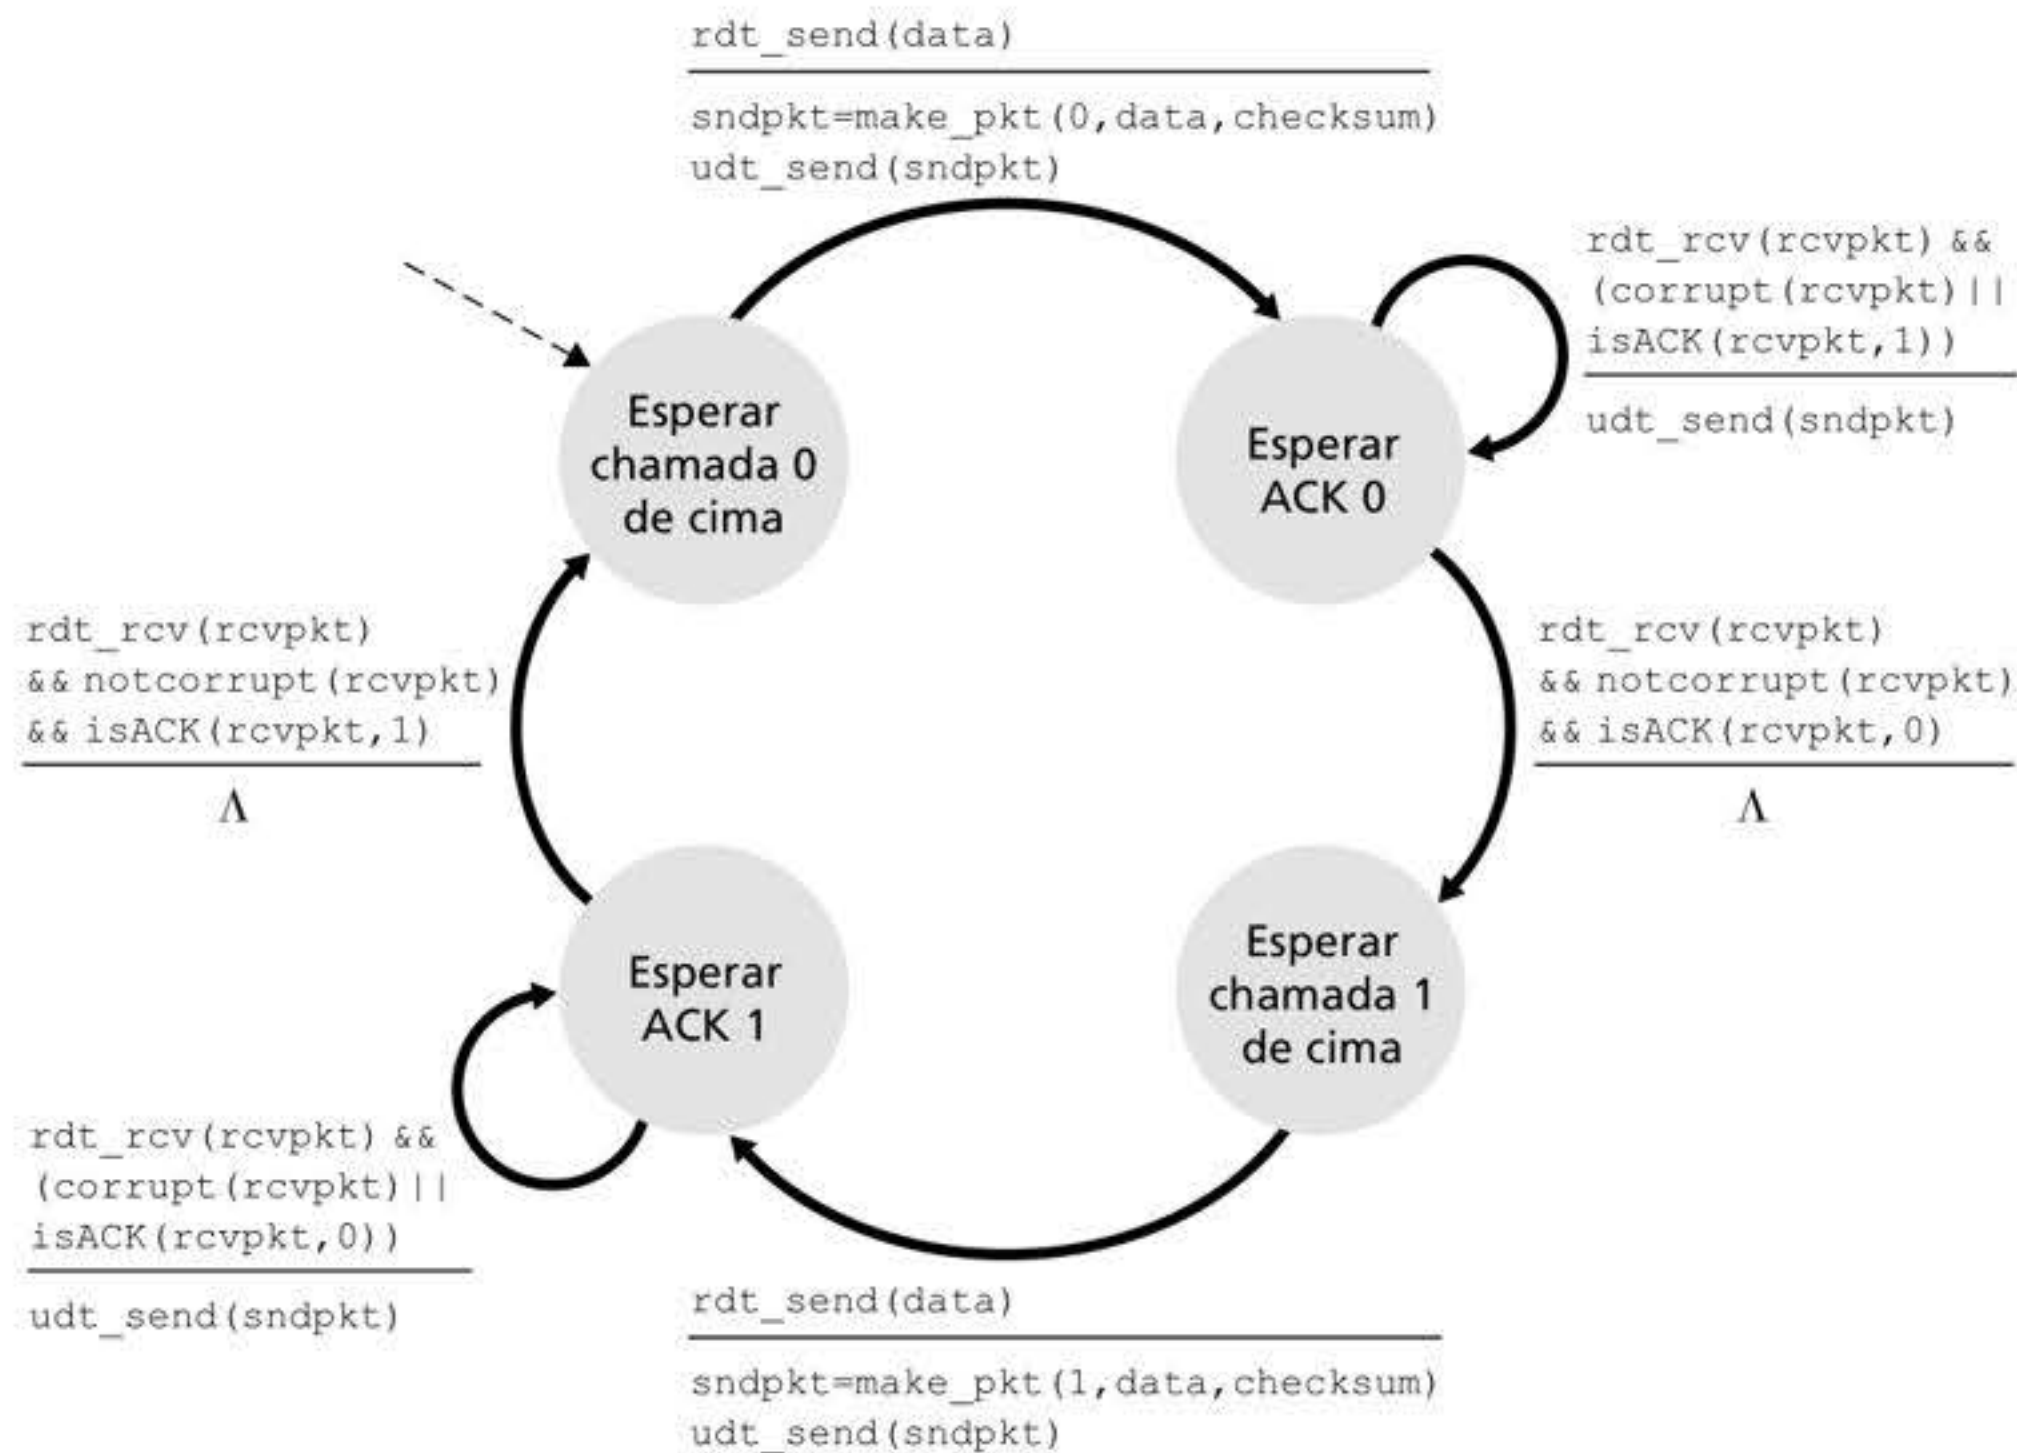 rdt_send(data)
sndpkt=make_pkt(0,data,checksum)
udt_send(sndpkt)
rdt_rcv(rcvpkt) &&
(corrupt(rcvpkt)||
isACK(rcvpkt,1))
udt_send(sndpkt)
Esperar
chamada 0
de cima
Esperar
ACK 0
rdt_rcv(rcvpkt)
&& notcorrupt(rcvpkt)
&& isACK(rcvpkt,1)
Λ
rdt_rcv(rcvpkt)
&& notcorrupt(rcvpkt)
&& isACK(rcvpkt,0)
Λ
Esperar
ACK 1
Esperar
chamada 1
de cima
rdt_rcv(rcvpkt) &&
(corrupt(rcvpkt)||
isACK(rcvpkt,0))
udt_send(sndpkt)
rdt_send(data)
sndpkt=make_pkt(1,data,checksum)
udt_send(sndpkt)